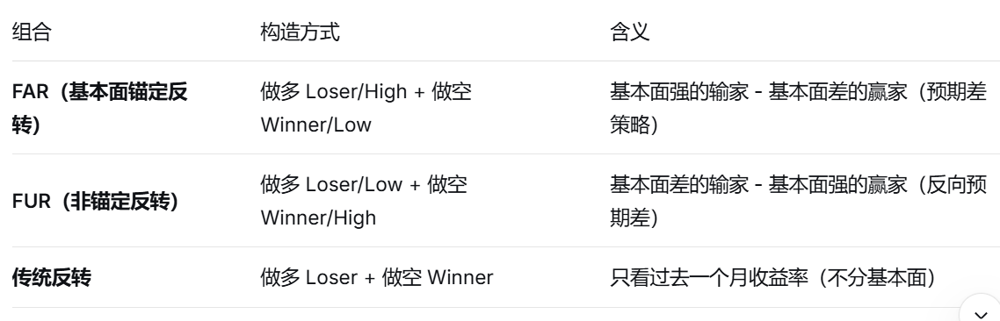 组合 构造方式 含义
FAR（基本面锚定反 做多 Loser/High + 做空 基本面强的输家 - 基本面差的赢家（预期差
转） Winner/Low 策略）
FUR（非锚定反转） 做多 Loser/Low + 做空 基本面差的输家 - 基本面强的赢家（反向预
Winner/High 期差）
传统反转 做多 Loser + 做空 Winner 只看过去一个月收益率（不分基本面）